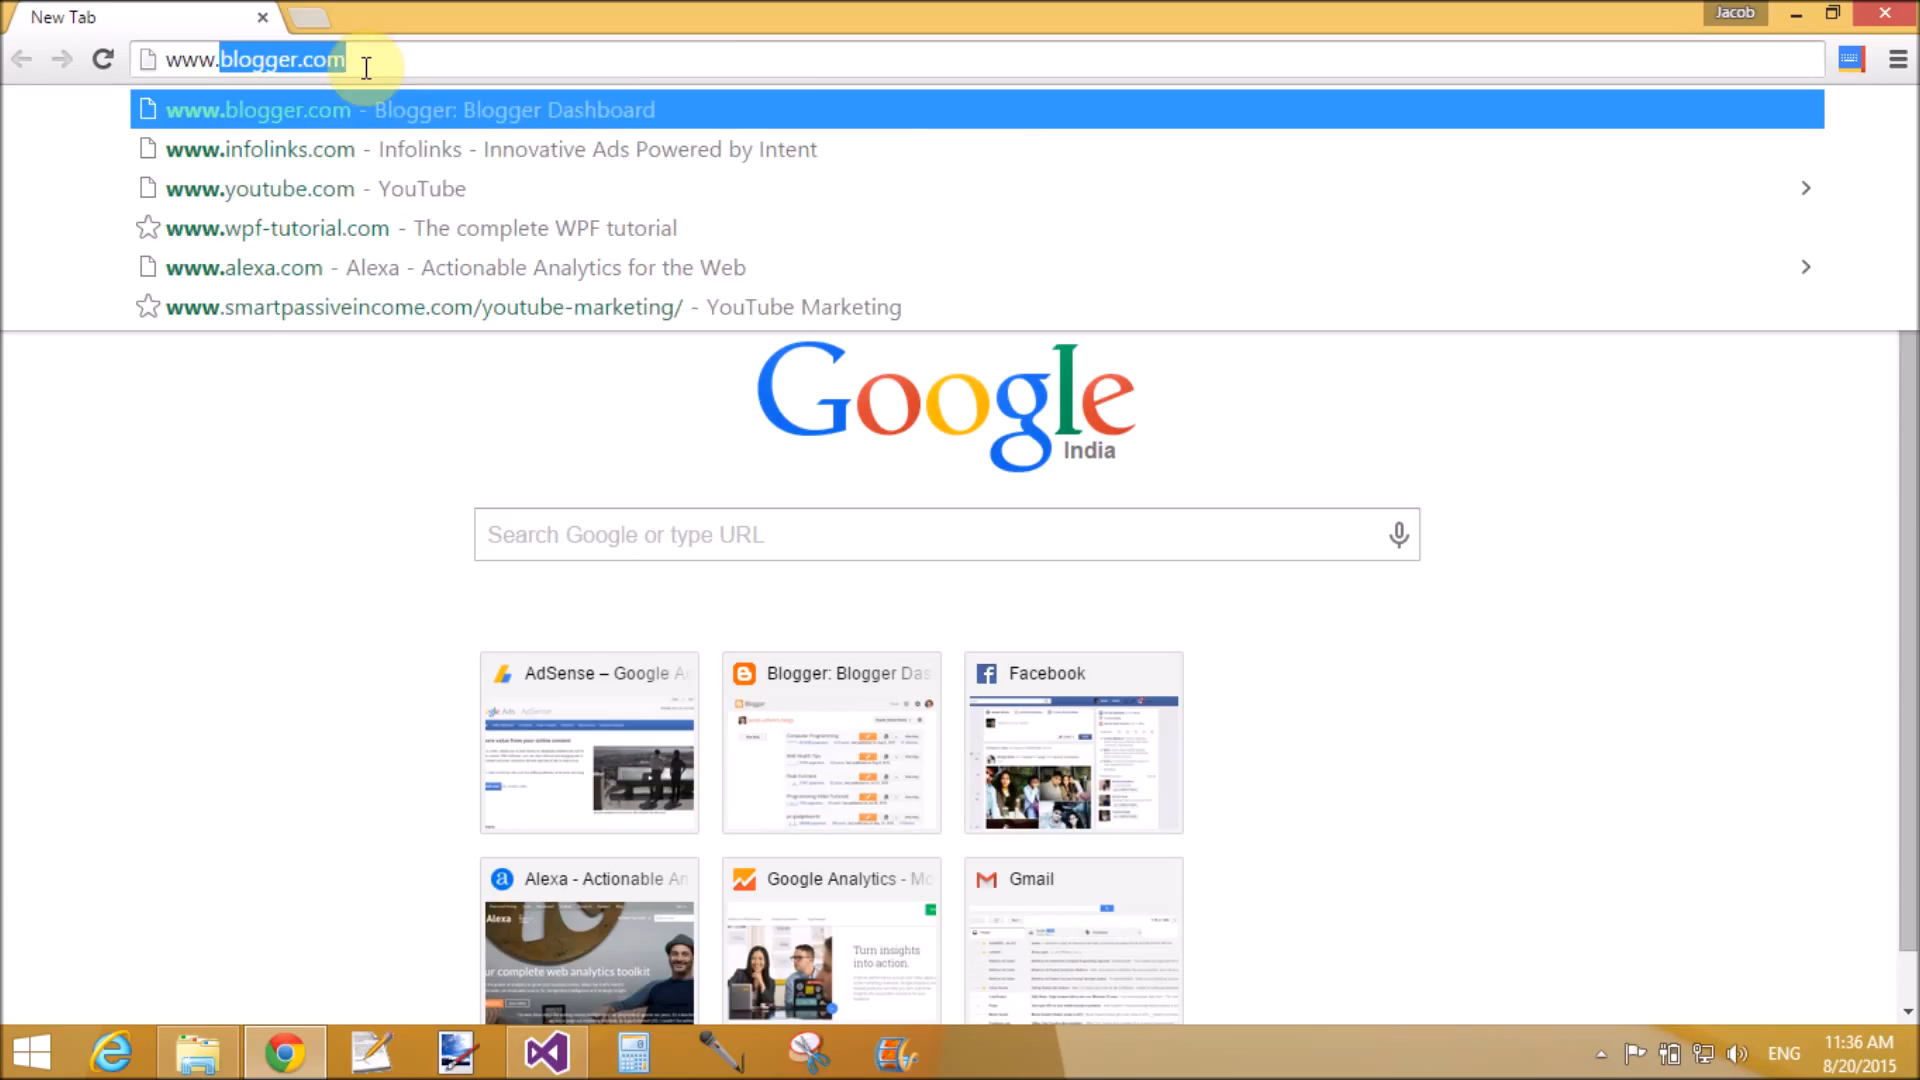 New Tab
Jacob
www.blogger.com
www.blogger.com - Blogger: Blogger Dashboard
www.infolinks.com - Infolinks - Innovative Ads Powered by Intent
www.youtube.com - YouTube
www.wpf-tutorial.com - The complete WPF tutorial
www.alexa.com - Alexa - Actionable Analytics for the Web
www.smartpassiveincome.com/youtube-marketing/ - YouTube Marketing
Google
India
Search Google or type URL
AdSense – Google A
Blogger: Blogger Das
Facebook
Alexa - Actionable An
Google Analytics - Mo
Gmail
Alexa
ur complete web analytics toolkit
Turn insights
into action.
ENG
11:36 AM
8/20/2015